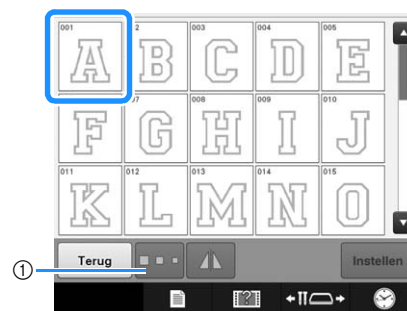 001 2 003 004 005
A B C D E
7 008 009 010
F G H I J
011 012 013 014 015
K L M N O
① Terug Instellen